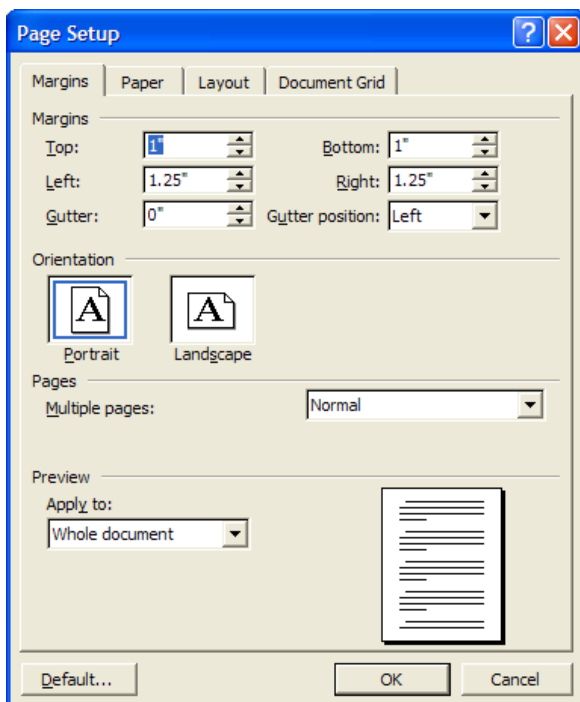 Page Setup
Margins Paper Layout Document Grid
Margins
Top: 1" Bottom: 1"
Left: 1.25" Right: 1.25"
Gutter: 0" Gutter position: Left
Orientation
A A
Portrait Landscape
Pages
Multiple pages: Normal
Preview
Apply to:
Whole document
Default... OK Cancel